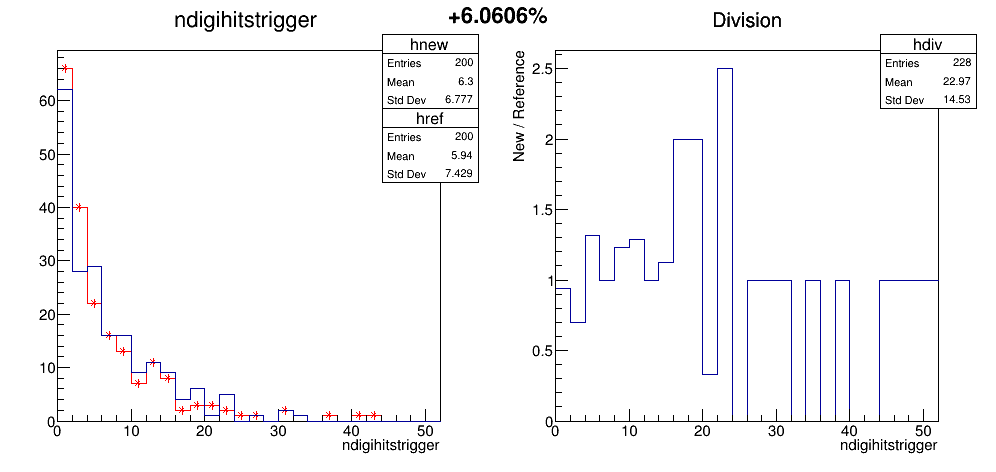 +6.0606%
ndigihitstrigger
hnew
Entries 200
Mean 6.3
Std Dev 6.777
href
Entries 200
Mean 5.94
Std Dev 7.429
60
50
40
30
20
10
0
0 10 20 30 40 50
ndigihitstrigger
Division
hdiv
Entries 228
Mean 22.97
Std Dev 14.53
New / Reference
2.5
2
1.5
1
0.5
0
0 10 20 30 40 50
ndigihitstrigger